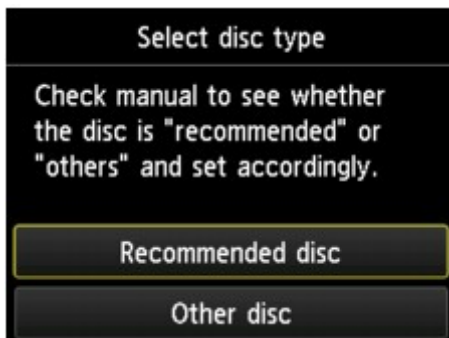 Select disc type
Check manual to see whether
the disc is "recommended" or
"others" and set accordingly.
Recommended disc
Other disc